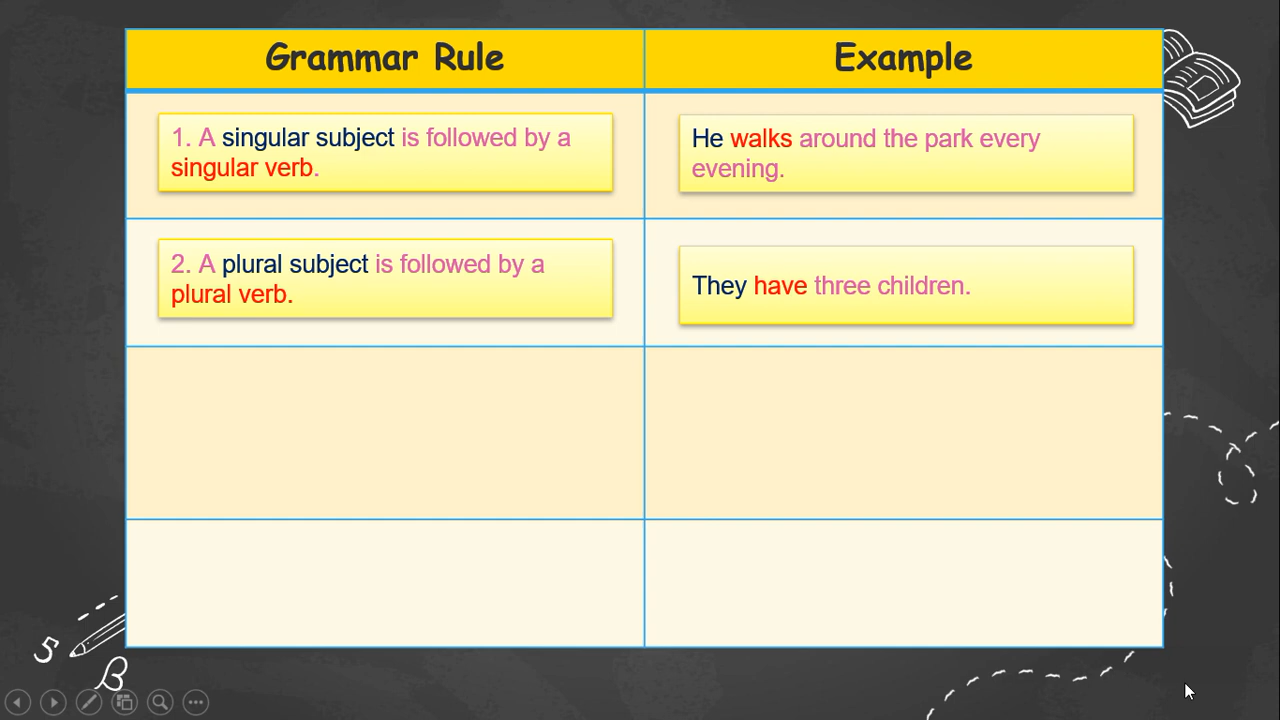 Grammar Rule
Example
1. A singular subject is followed by a
singular verb.
He walks around the park every
evening.
2. A plural subject is followed by a
plural verb.
They have three children.
S
β